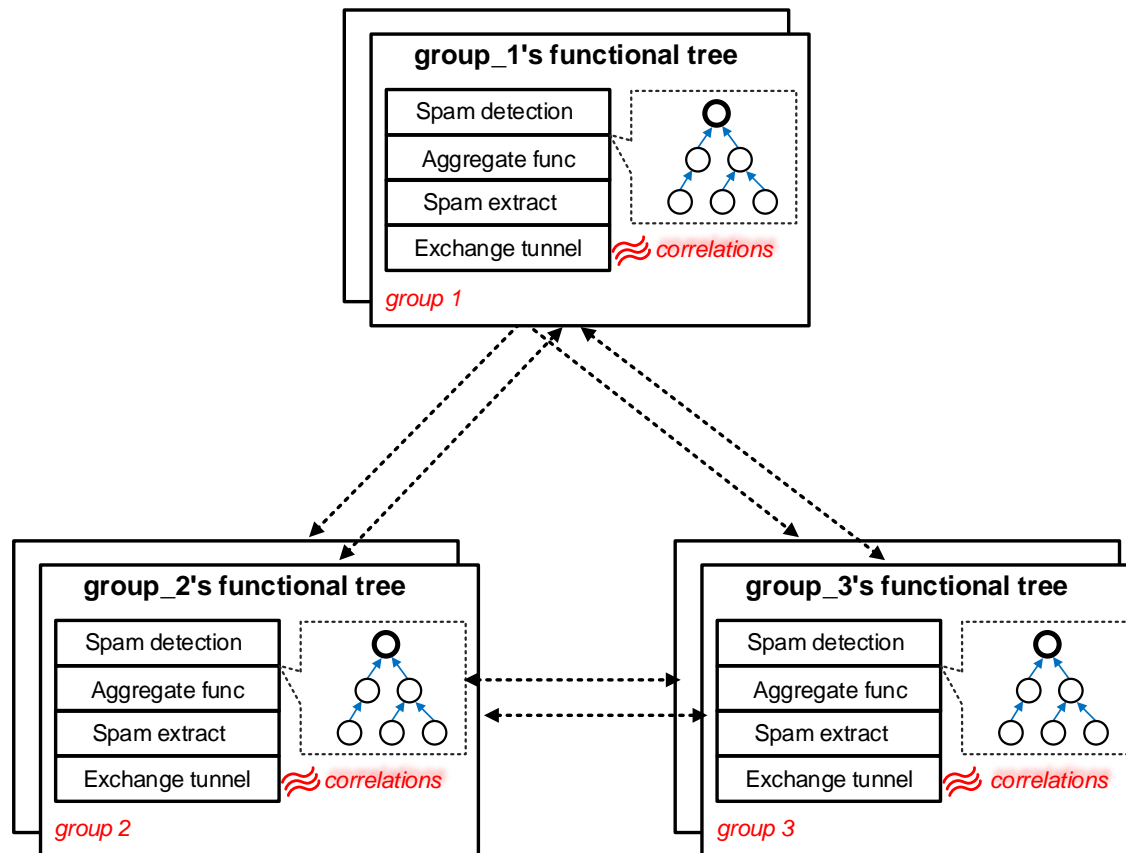 group_1's functional tree
Spam detection
Aggregate func
Spam extract
Exchange tunnel
correlations
group 1
group_2's functional tree
Spam detection
Aggregate func
Spam extract
Exchange tunnel
correlations
group 2
group_3's functional tree
Spam detection
Aggregate func
Spam extract
Exchange tunnel
correlations
group 3